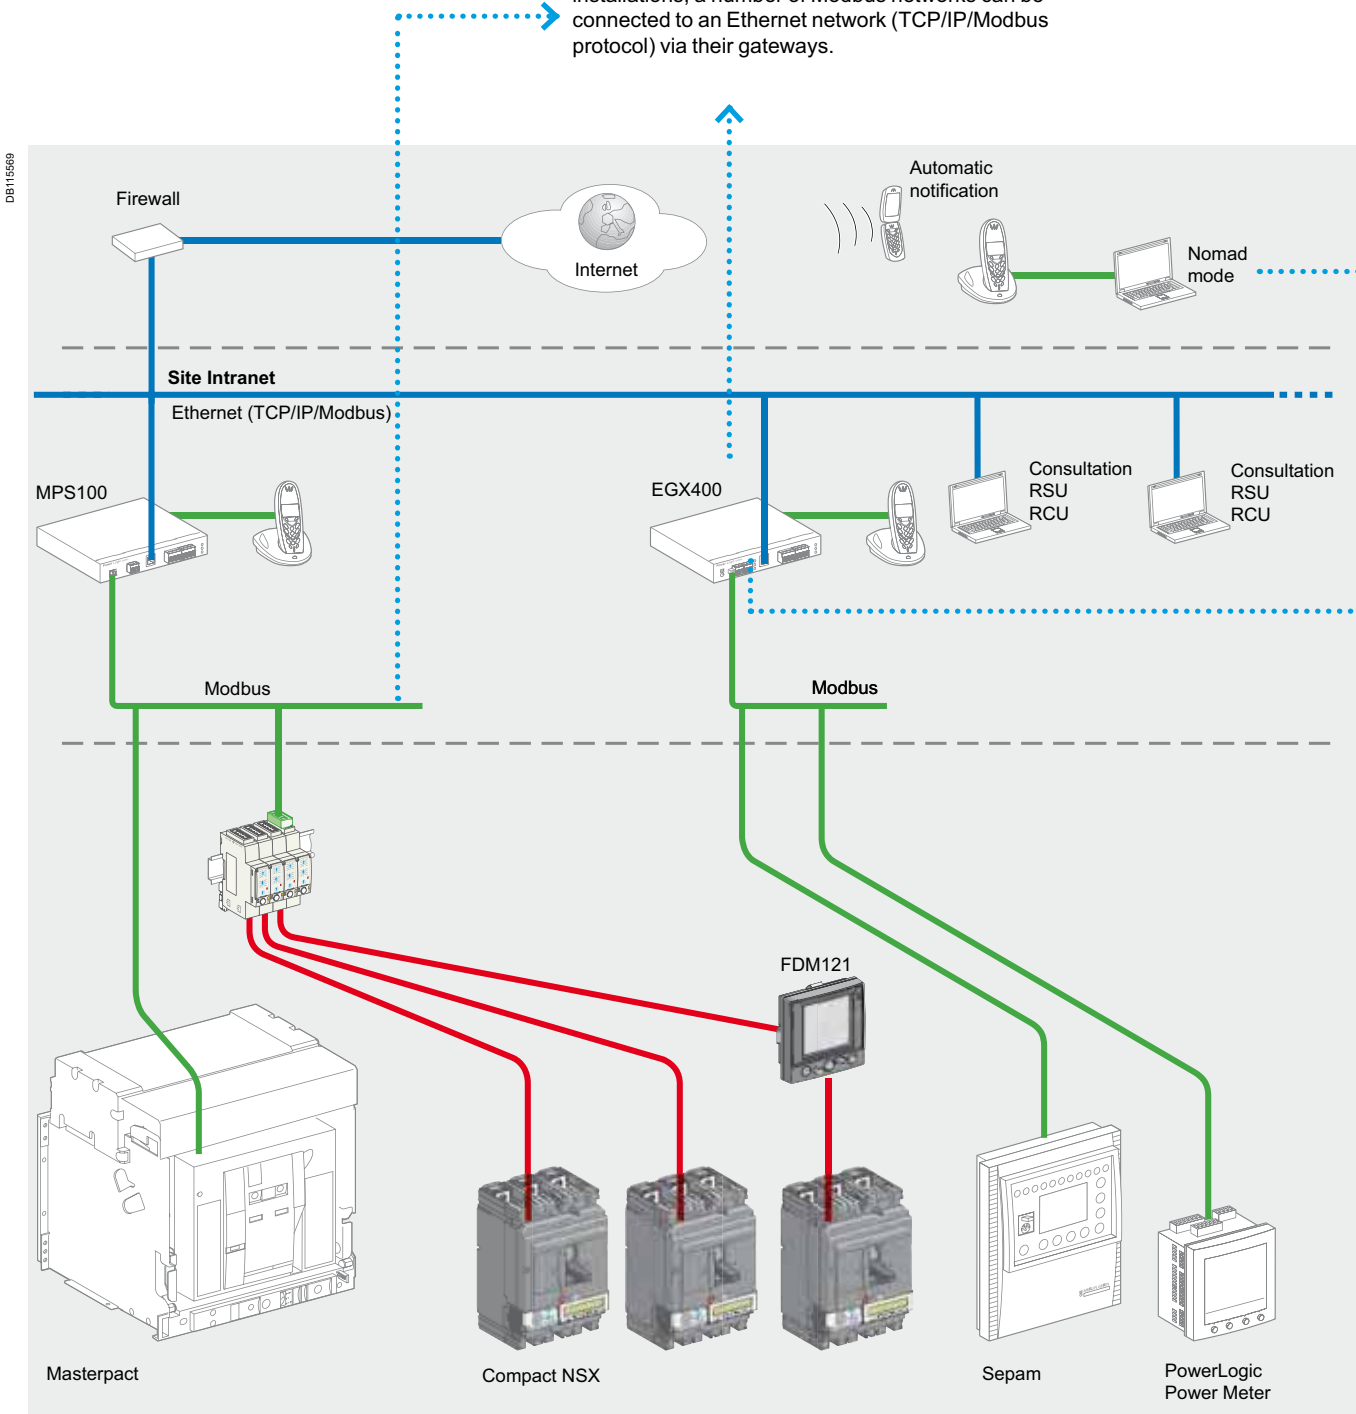 connected to an Ethernet network (TCP/IP/Modbus
protocol) via their gateways.
DB115569
Firewall
Internet
Automatic
notification
Nomad
mode
Site Intranet
Ethernet (TCP/IP/Modbus)
MPS100
EGX400
Consultation
RSU
RCU
Consultation
RSU
RCU
Modbus
Modbus
FDM121
Masterpact
Compact NSX
Sepam
PowerLogic
Power Meter